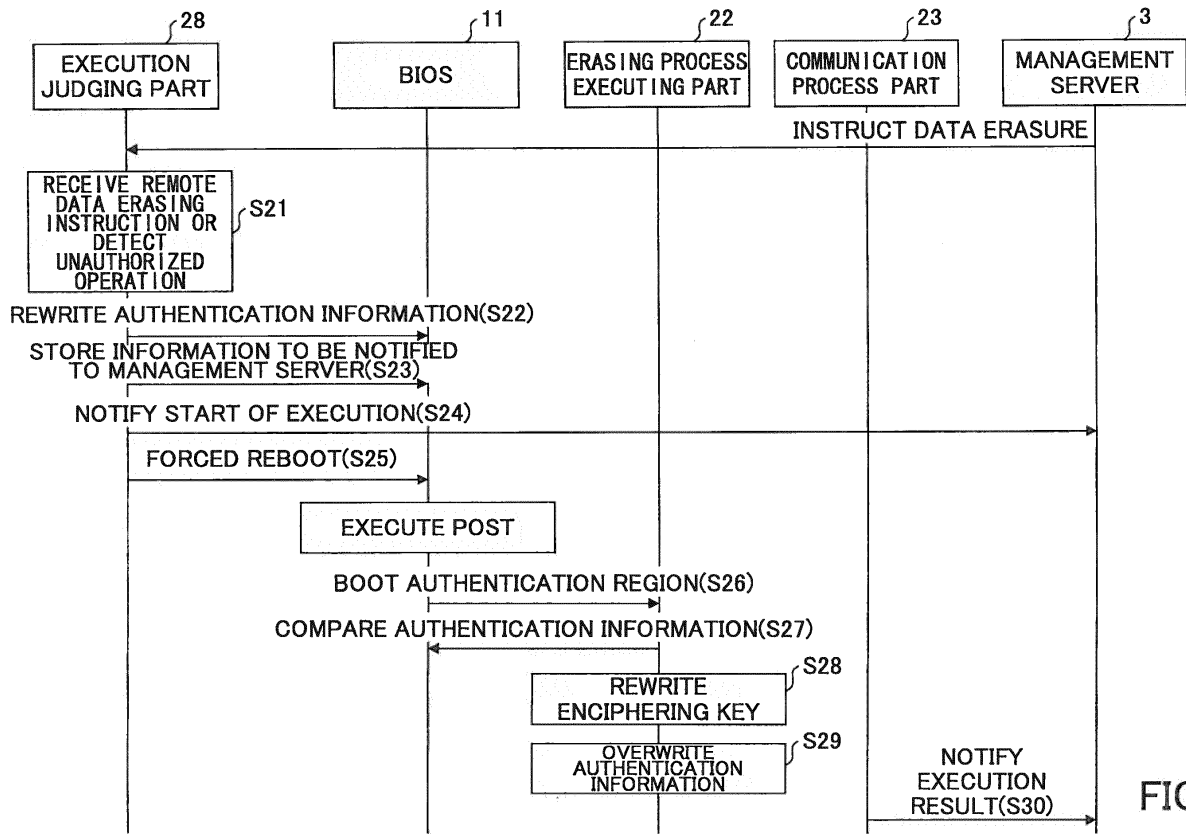 28
11
22
23
3
EXECUTION
JUDGING PART
BIOS
ERASING PROCESS
EXECUTING PART
COMMUNICATION
PROCESS PART
MANAGEMENT
SERVER
INSTRUCT DATA ERASURE
RECEIVE REMOTE
DATA ERASING
INSTRUCTION OR
DETECT
UNAUTHORIZED
OPERATION
S21
REWRITE AUTHENTICATION INFORMATION(S22)
STORE INFORMATION TO BE NOTIFIED
TO MANAGEMENT SERVER(S23)
NOTIFY START OF EXECUTION(S24)
FORCED REBOOT(S25)
EXECUTE POST
BOOT AUTHENTICATION REGION(S26)
COMPARE AUTHENTICATION INFORMATION(S27)
REWRITE
ENCIPHERING KEY
S28
OVERWRITE
AUTHENTICATION
INFORMATION
S29
NOTIFY
EXECUTION
RESULT(S30)
FIG